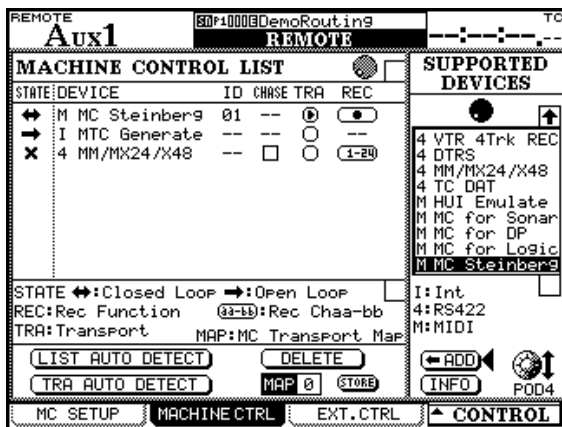 REMOTE SD P1 0003 DemoRouting TC
AUX1 REMOTE --:--:--.--
MACHINE CONTROL LIST SUPPORTED DEVICES
STATE DEVICE ID CHASE TRA REC
↔ M MC Steinberg 01 --
→ I MTC Generate -- -- --
x 4 MM/MX24/X48 -- 1-24
4 VTR 4Trk REC
4 DTRS
4 MM/MX24/X48
4 TC DAT
M HUI Emulate
M MC for Sonar
M MC for DP
M MC for Logic
M MC Steinberg
STATE ↔:Closed Loop →:Open Loop
REC:Rec Function aa-bb:Rec Chaa-bb
TRA:Transport MAP:MC Transport Map
I:Int
4:RS422
M:MIDI
LIST AUTO DETECT DELETE ←ADD
TRA AUTO DETECT MAP 0 STORE INFO POD4
MC SETUP MACHINE CTRL EXT.CTRL CONTROL